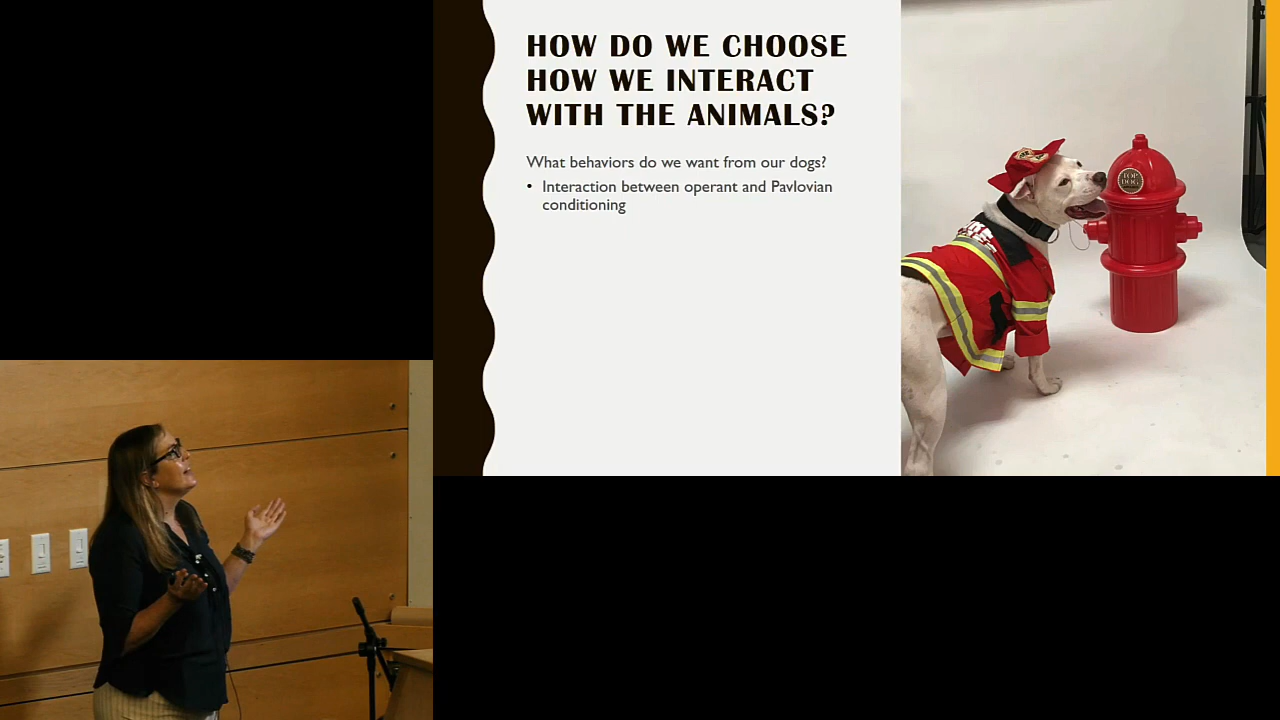 HOW DO WE CHOOSE
HOW WE INTERACT
WITH THE ANIMALS?
What behaviors do we want from our dogs?
• Interaction between operant and Pavlovian
conditioning
TOP
DOG